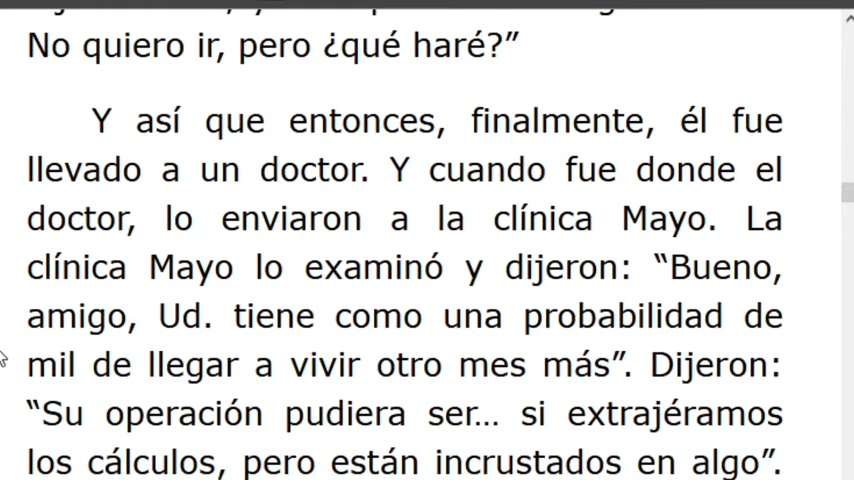 No quiero ir, pero ¿qué haré?”
Y así que entonces, finalmente, él fue
llevado a un doctor. Y cuando fue donde el
doctor, lo enviaron a la clínica Mayo. La
clínica Mayo lo examinó y dijeron: “Bueno,
amigo, Ud. tiene como una probabilidad de
mil de llegar a vivir otro mes más”. Dijeron:
“Su operación pudiera ser… si extrajéramos
los cálculos, pero están incrustados en algo”.